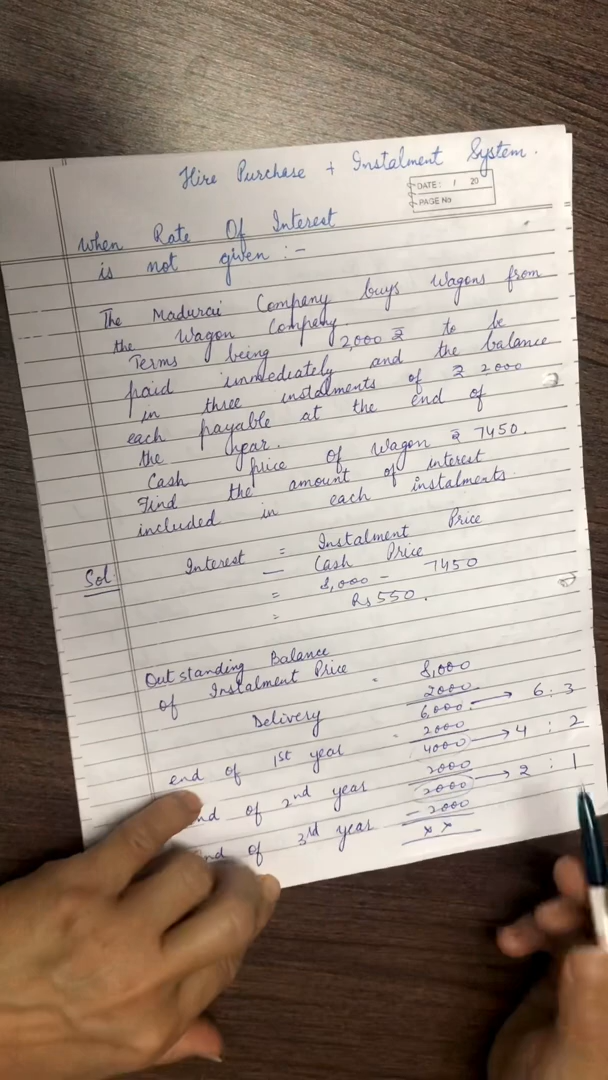 Hire Purchase + Instalment System.
DATE: / 20
PAGE No
When Rate Of Interest
is not given :-
The Madurai Company buys Wagons from
the Wagon Company.
Terms being 2,000 ₹ to be
paid immediately and the balance
in three instalments of ₹ 2000
each payable at the end of
the year.
Cash price of Wagon ₹ 7450.
Find the amount of interest
included in each instalments.
Sol. Interest = Instalment Price
— Cash Price
= 8,000 - 7450
= Rs 550.
Outstanding Balance
of Instalment Price 8,000
Delivery 2000
6,000 → 6 : 3
end of 1st year 2000
4000 → 4 : 2
end of 2nd year 2000
2000 → 2 : 1
end of 3rd year - 2000
x x